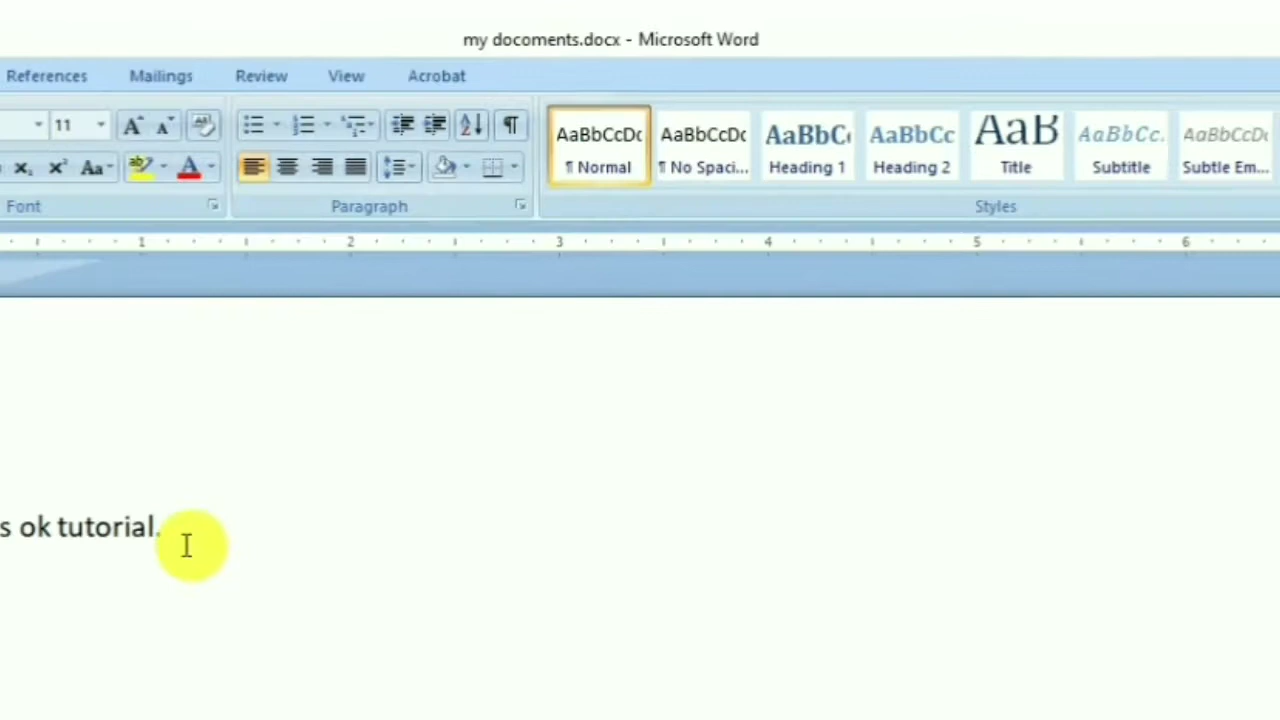 my docoments.docx - Microsoft Word
References Mailings Review View Acrobat
11 A A Aa A
AaBbCcDc AaBbCcDc AaBbC AaBbCc AaB AaBbCc. AaBbCcDc
¶ Normal ¶ No Spaci... Heading 1 Heading 2 Title Subtitle Subtle Em...
Font Paragraph Styles
1 2 3 4 5 6
s ok tutorial.